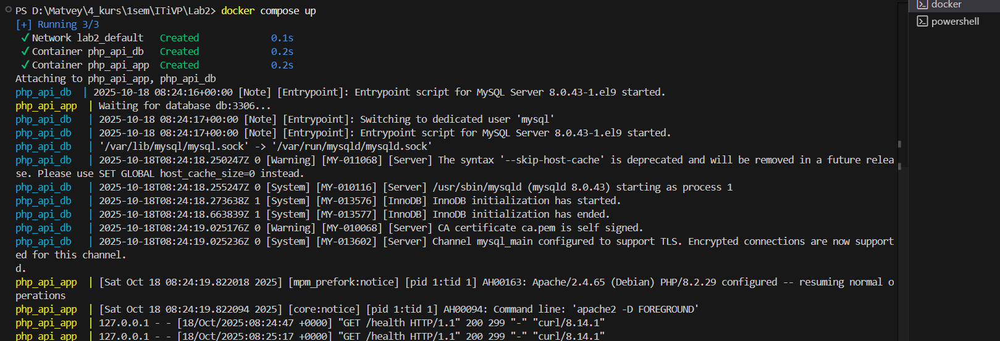 PS D:\Matvey\4_kurs\1sem\ITiVP\Lab2> docker compose up
[+] Running 3/3
✔ Network lab2_default Created 0.1s
✔ Container php_api_db Created 0.2s
✔ Container php_api_app Created 0.2s
Attaching to php_api_app, php_api_db
php_api_db | 2025-10-18 08:24:16+00:00 [Note] [Entrypoint]: Entrypoint script for MySQL Server 8.0.43-1.el9 started.
php_api_app | Waiting for database db:3306...
php_api_db | 2025-10-18 08:24:17+00:00 [Note] [Entrypoint]: Switching to dedicated user 'mysql'
php_api_db | 2025-10-18 08:24:17+00:00 [Note] [Entrypoint]: Entrypoint script for MySQL Server 8.0.43-1.el9 started.
php_api_db | '/var/lib/mysql/mysql.sock' -> '/var/run/mysqld/mysqld.sock'
php_api_db | 2025-10-18T08:24:18.250247Z 0 [Warning] [MY-011068] [Server] The syntax '--skip-host-cache' is deprecated and will be removed in a future relea
se. Please use SET GLOBAL host_cache_size=0 instead.
php_api_db | 2025-10-18T08:24:18.255247Z 0 [System] [MY-010116] [Server] /usr/sbin/mysqld (mysqld 8.0.43) starting as process 1
php_api_db | 2025-10-18T08:24:18.273638Z 1 [System] [MY-013576] [InnoDB] InnoDB initialization has started.
php_api_db | 2025-10-18T08:24:18.663839Z 1 [System] [MY-013577] [InnoDB] InnoDB initialization has ended.
php_api_db | 2025-10-18T08:24:19.025176Z 0 [Warning] [MY-010068] [Server] CA certificate ca.pem is self signed.
php_api_db | 2025-10-18T08:24:19.025236Z 0 [System] [MY-013602] [Server] Channel mysql_main configured to support TLS. Encrypted connections are now support
ed for this channel.
d.
php_api_app | [Sat Oct 18 08:24:19.822018 2025] [mpm_prefork:notice] [pid 1:tid 1] AH00163: Apache/2.4.65 (Debian) PHP/8.2.29 configured -- resuming normal o
perations
php_api_app | [Sat Oct 18 08:24:19.822094 2025] [core:notice] [pid 1:tid 1] AH00094: Command line: 'apache2 -D FOREGROUND'
php_api_app | 127.0.0.1 - - [18/Oct/2025:08:24:47 +0000] "GET /health HTTP/1.1" 200 299 "-" "curl/8.14.1"
php_api_app | 127.0.0.1 - - [18/Oct/2025:08:25:17 +0000] "GET /health HTTP/1.1" 200 299 "-" "curl/8.14.1"
docker
powershell